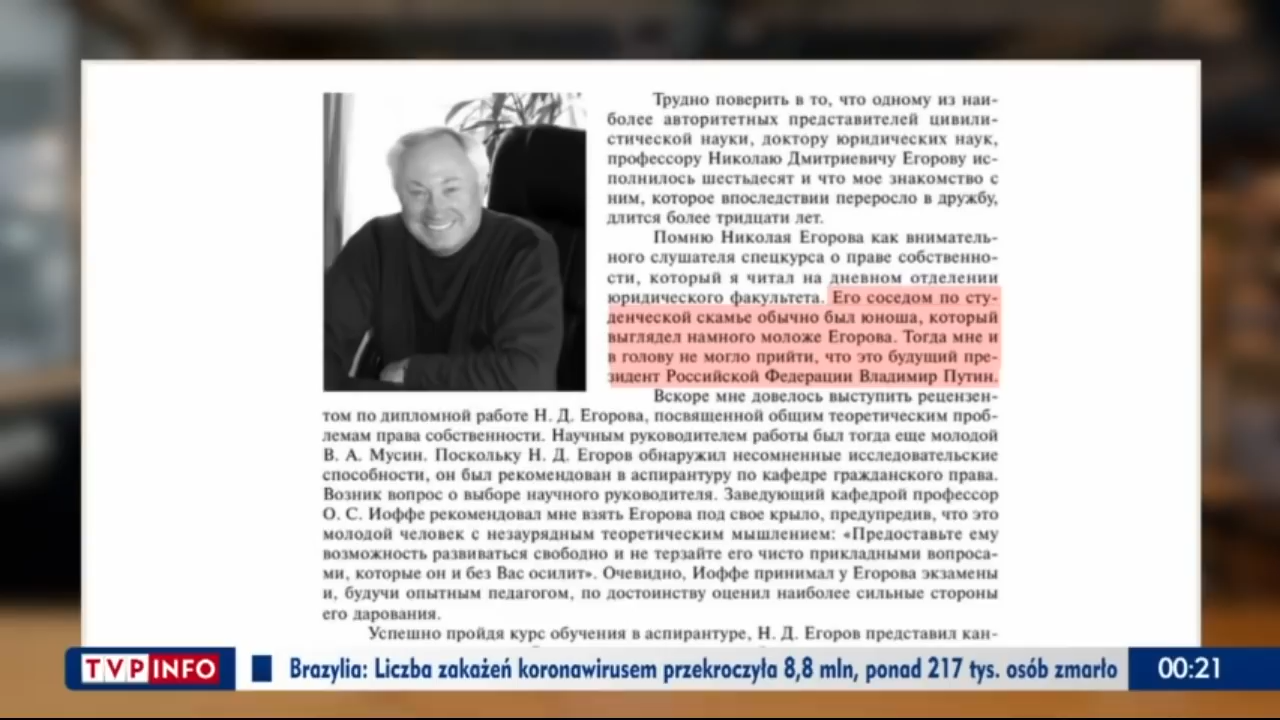 Трудно поверить в то, что одному из наи-
более авторитетных представителей цивили-
стической науки, доктору юридических наук,
профессору Николаю Дмитриевичу Егорову ис-
полнилось шестьдесят и что мое знакомство с
ним, которое впоследствии переросло в дружбу,
длится более тридцати лет.
Помню Николая Егорова как вниматель-
ного слушателя спецкурса о праве собственно-
сти, который я читал на дневном отделении
юридического факультета. Его соседом по сту-
денческой скамье обычно был юноша, который
выглядел намного моложе Егорова. Тогда мне и
в голову не могло прийти, что это будущий пре-
зидент Российской Федерации Владимир Путин.
Вскоре мне довелось выступить рецензен-
том по дипломной работе Н. Д. Егорова, посвященной общим теоретическим проб-
лемам права собственности. Научным руководителем работы был тогда еще молодой
В. А. Мусин. Поскольку Н. Д. Егоров обнаружил несомненные исследовательские
способности, он был рекомендован в аспирантуру по кафедре гражданского права.
Возник вопрос о выборе научного руководителя. Заведующий кафедрой профессор
О. С. Иоффе рекомендовал мне взять Егорова под свое крыло, предупредив, что это
молодой человек с незаурядным теоретическим мышлением: «Предоставьте ему
возможность развиваться свободно и не терзайте его чисто прикладными вопроса-
ми, которые он и без Вас осилит». Очевидно, Иоффе принимал у Егорова экзамены
и, будучи опытным педагогом, по достоинству оценил наиболее сильные стороны
его дарования.
Успешно пройдя курс обучения в аспирантуре, Н. Д. Егоров представил кан-
TVP INFO
Brazylia: Liczba zakażeń koronawirusem przekroczyła 8,8 mln, ponad 217 tys. osób zmarło
00:21